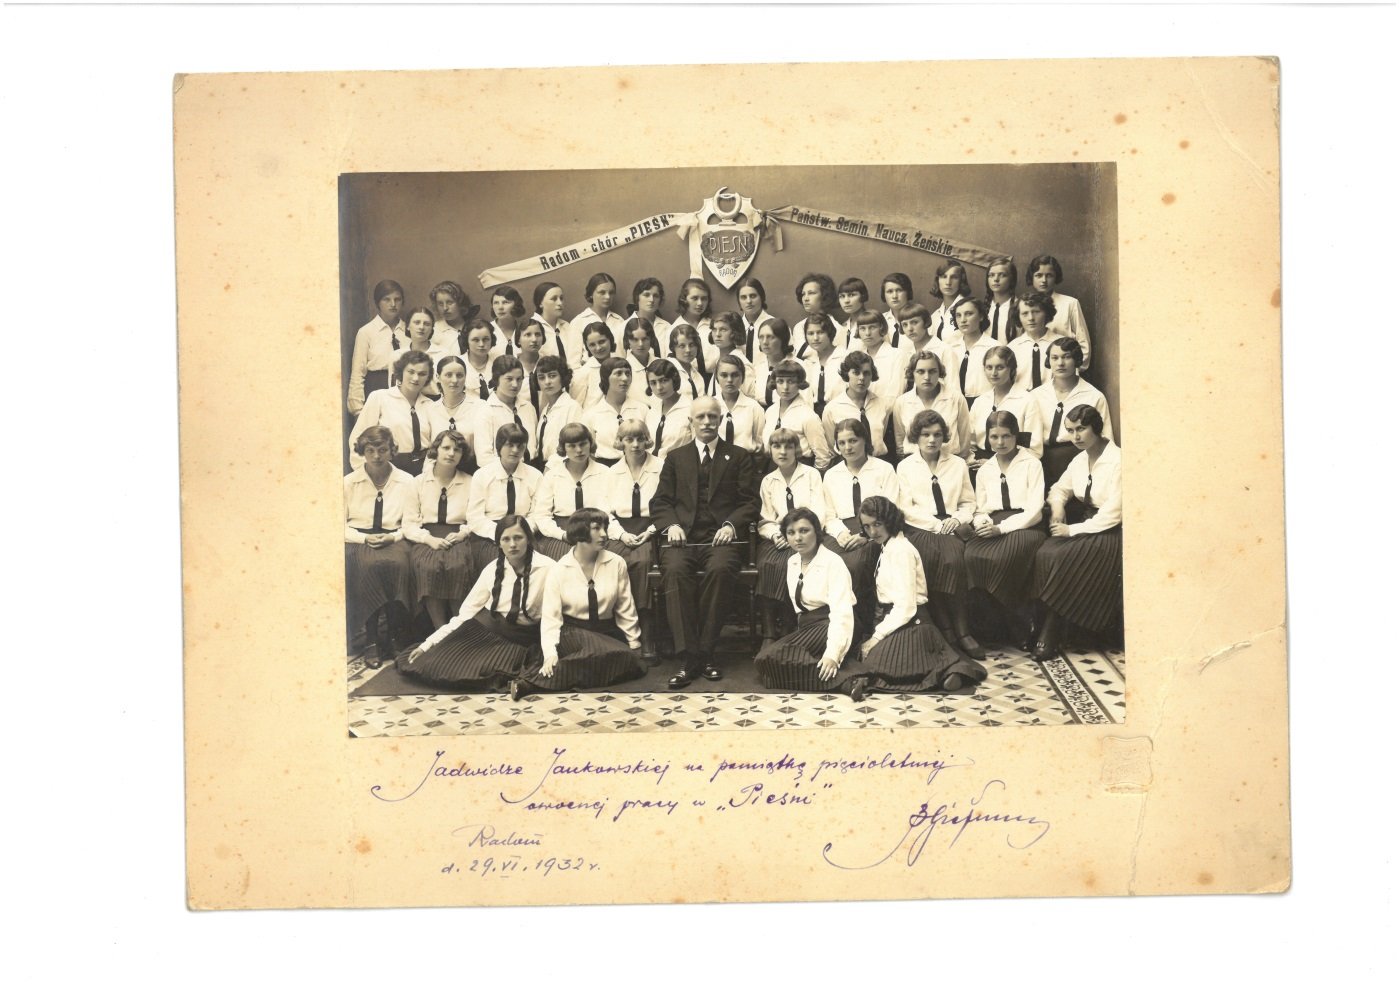 Radom - chór „PIEŚŃ"
Państw. Semin. Naucz. Żeńskie
PIEŚŃ
RADOM
Jadwidze Jankowskiej na pamiątkę pięcioletniej
owocnej pracy w „Pieśni"
Radom
d. 29. VI. 1932 r.